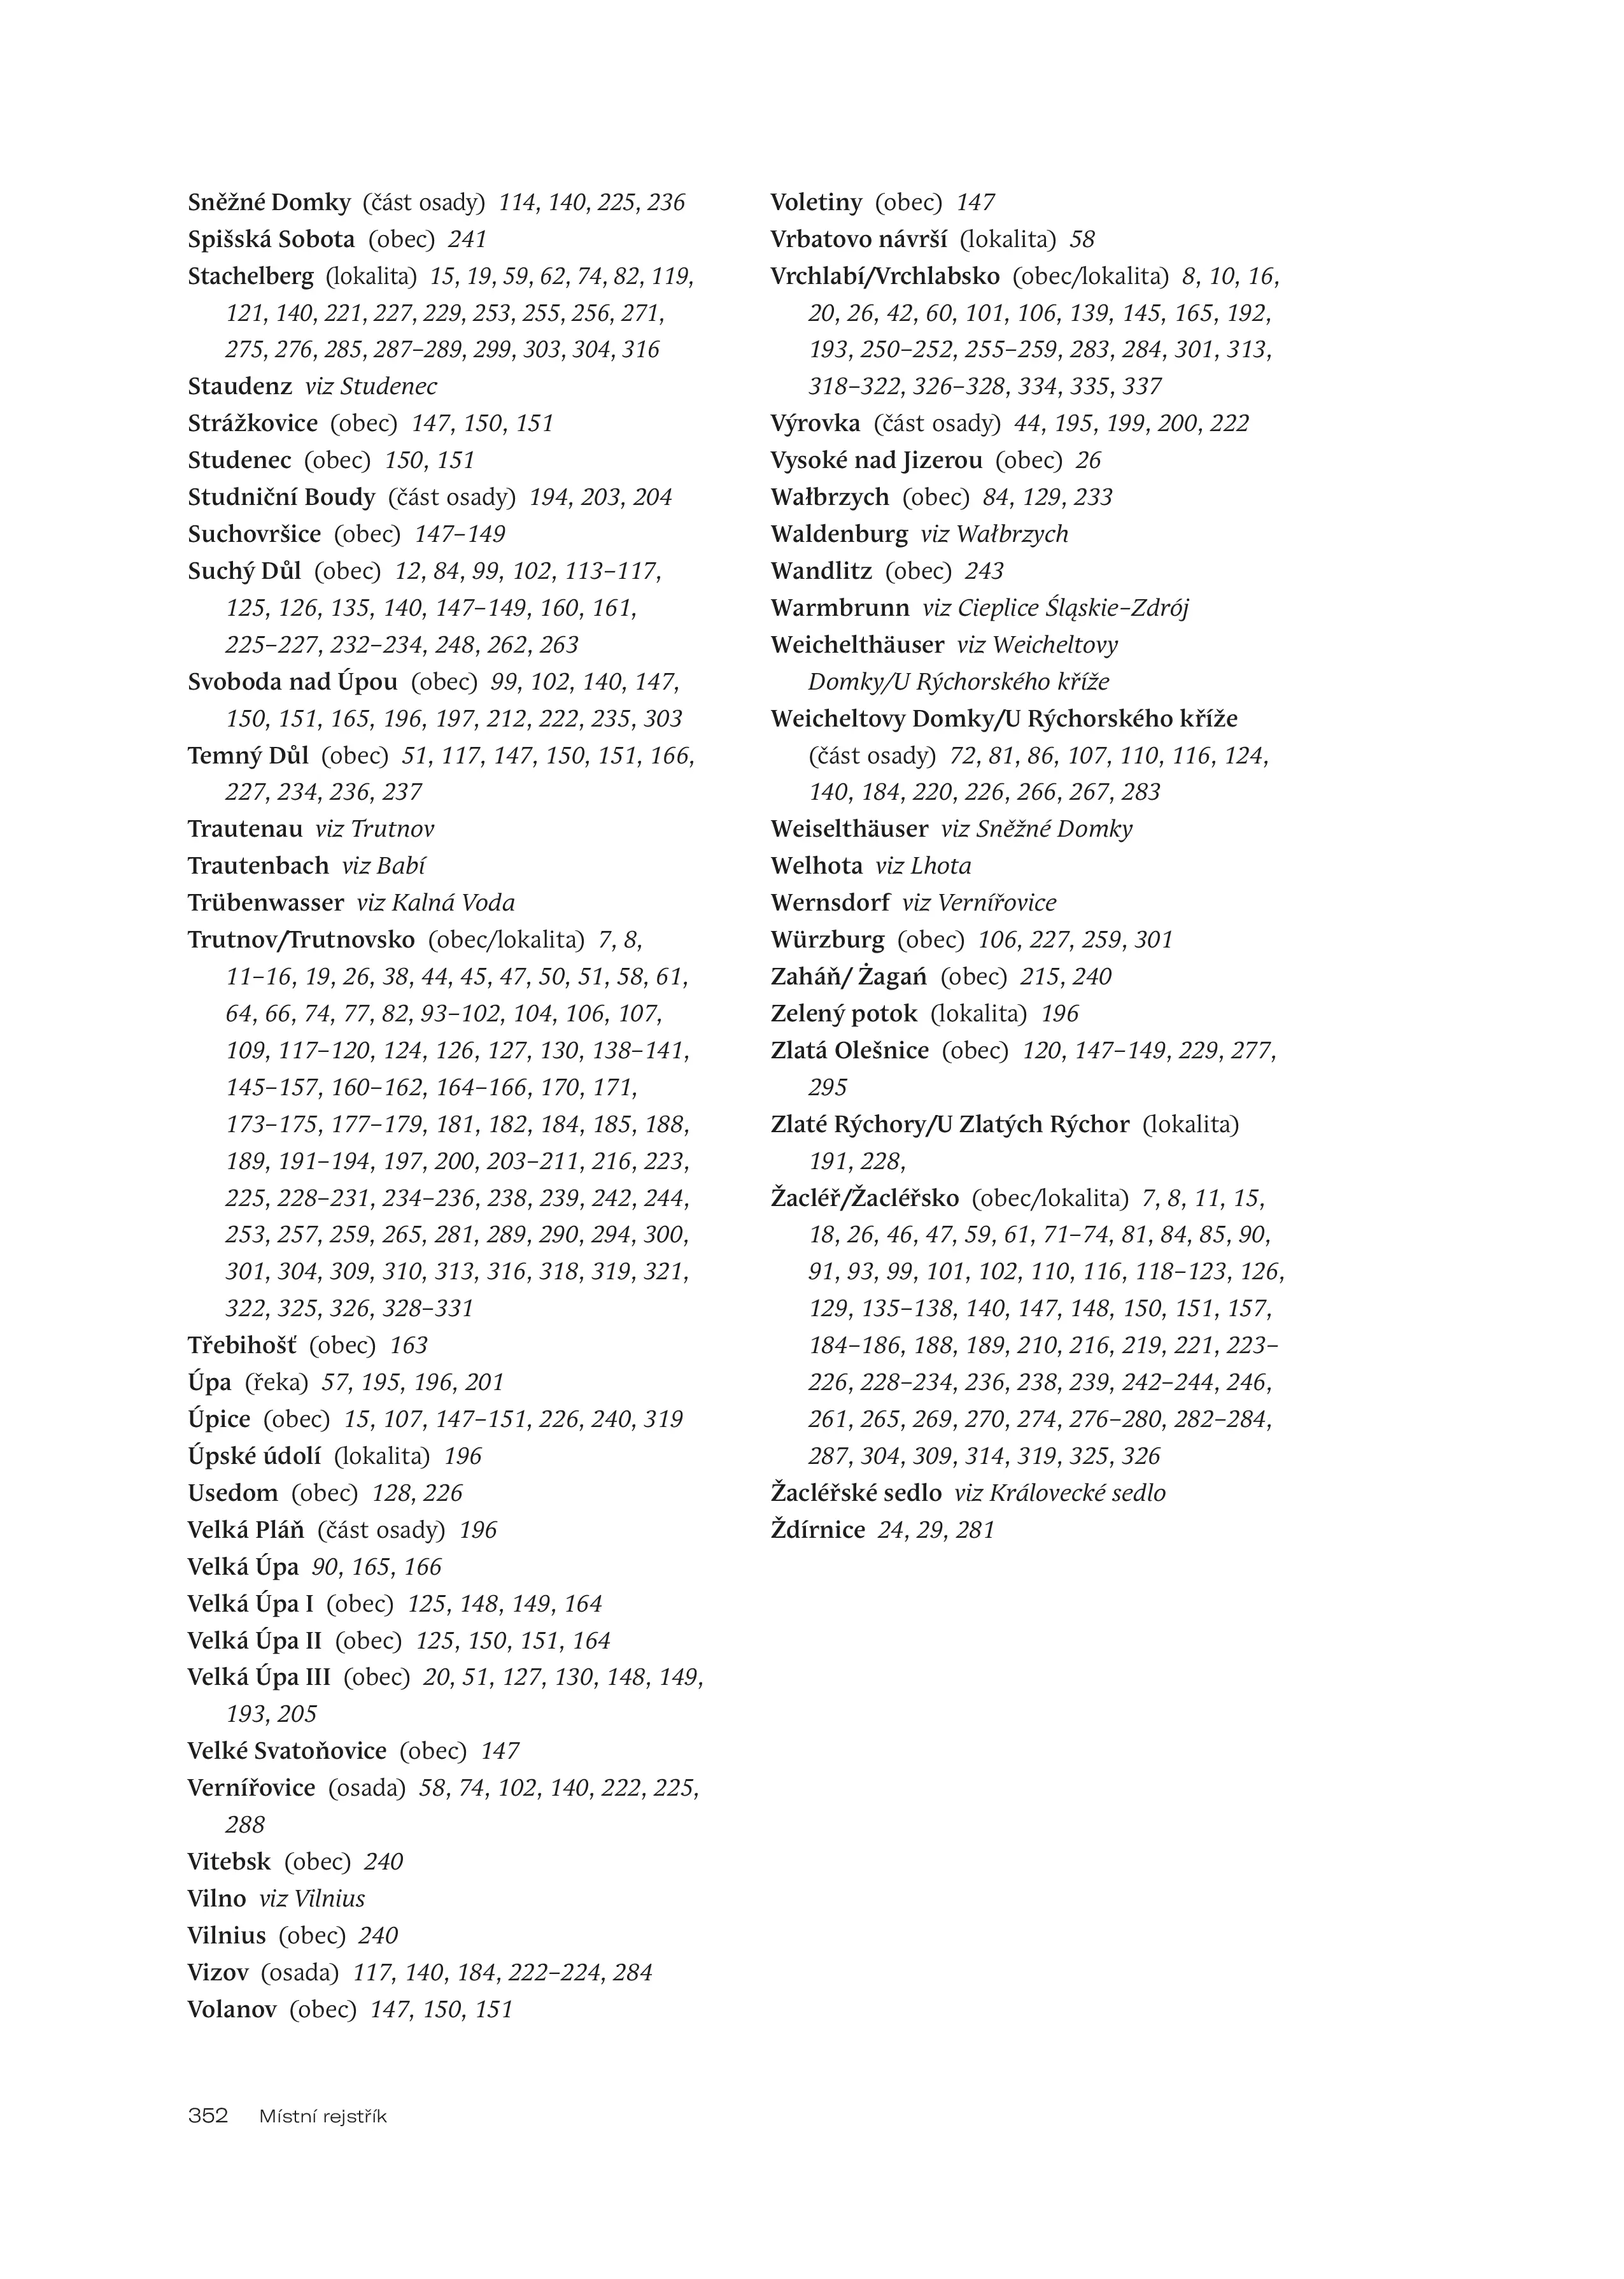 Sněžné Domky (část osady) 114, 140, 225, 236
Spišská Sobota (obec) 241
Stachelberg (lokalita) 15, 19, 59, 62, 74, 82, 119,
121, 140, 221, 227, 229, 253, 255, 256, 271,
275, 276, 285, 287–289, 299, 303, 304, 316
Staudenz viz Studenec
Strážkovice (obec) 147, 150, 151
Studenec (obec) 150, 151
Studniční Boudy (část osady) 194, 203, 204
Suchovršice (obec) 147–149
Suchý Důl (obec) 12, 84, 99, 102, 113–117,
125, 126, 135, 140, 147–149, 160, 161,
225–227, 232–234, 248, 262, 263
Svoboda nad Úpou (obec) 99, 102, 140, 147,
150, 151, 165, 196, 197, 212, 222, 235, 303
Temný Důl (obec) 51, 117, 147, 150, 151, 166,
227, 234, 236, 237
Trautenau viz Trutnov
Trautenbach viz Babí
Trübenwasser viz Kalná Voda
Trutnov/Trutnovsko (obec/lokalita) 7, 8,
11–16, 19, 26, 38, 44, 45, 47, 50, 51, 58, 61,
64, 66, 74, 77, 82, 93–102, 104, 106, 107,
109, 117–120, 124, 126, 127, 130, 138–141,
145–157, 160–162, 164–166, 170, 171,
173–175, 177–179, 181, 182, 184, 185, 188,
189, 191–194, 197, 200, 203–211, 216, 223,
225, 228–231, 234–236, 238, 239, 242, 244,
253, 257, 259, 265, 281, 289, 290, 294, 300,
301, 304, 309, 310, 313, 316, 318, 319, 321,
322, 325, 326, 328–331
Třebihošť (obec) 163
Úpa (řeka) 57, 195, 196, 201
Úpice (obec) 15, 107, 147–151, 226, 240, 319
Úpské údolí (lokalita) 196
Usedom (obec) 128, 226
Velká Pláň (část osady) 196
Velká Úpa 90, 165, 166
Velká Úpa I (obec) 125, 148, 149, 164
Velká Úpa II (obec) 125, 150, 151, 164
Velká Úpa III (obec) 20, 51, 127, 130, 148, 149,
193, 205
Velké Svatoňovice (obec) 147
Vernířovice (osada) 58, 74, 102, 140, 222, 225,
288
Vitebsk (obec) 240
Vilno viz Vilnius
Vilnius (obec) 240
Vizov (osada) 117, 140, 184, 222–224, 284
Volanov (obec) 147, 150, 151
Voletiny (obec) 147
Vrbatovo návrší (lokalita) 58
Vrchlabí/Vrchlabsko (obec/lokalita) 8, 10, 16,
20, 26, 42, 60, 101, 106, 139, 145, 165, 192,
193, 250–252, 255–259, 283, 284, 301, 313,
318–322, 326–328, 334, 335, 337
Výrovka (část osady) 44, 195, 199, 200, 222
Vysoké nad Jizerou (obec) 26
Wałbrzych (obec) 84, 129, 233
Waldenburg viz Wałbrzych
Wandlitz (obec) 243
Warmbrunn viz Cieplice Śląskie–Zdrój
Weichelthäuser viz Weicheltovy
Domky/U Rýchorského kříže
Weicheltovy Domky/U Rýchorského kříže
(část osady) 72, 81, 86, 107, 110, 116, 124,
140, 184, 220, 226, 266, 267, 283
Weiselthäuser viz Sněžné Domky
Welhota viz Lhota
Wernsdorf viz Vernířovice
Würzburg (obec) 106, 227, 259, 301
Zaháň/ Żagań (obec) 215, 240
Zelený potok (lokalita) 196
Zlatá Olešnice (obec) 120, 147–149, 229, 277,
295
Zlaté Rýchory/U Zlatých Rýchor (lokalita)
191, 228,
Žacléř/Žacléřsko (obec/lokalita) 7, 8, 11, 15,
18, 26, 46, 47, 59, 61, 71–74, 81, 84, 85, 90,
91, 93, 99, 101, 102, 110, 116, 118–123, 126,
129, 135–138, 140, 147, 148, 150, 151, 157,
184–186, 188, 189, 210, 216, 219, 221, 223–
226, 228–234, 236, 238, 239, 242–244, 246,
261, 265, 269, 270, 274, 276–280, 282–284,
287, 304, 309, 314, 319, 325, 326
Žacléřské sedlo viz Královecké sedlo
Ždírnice 24, 29, 281
352 Místní rejstřík